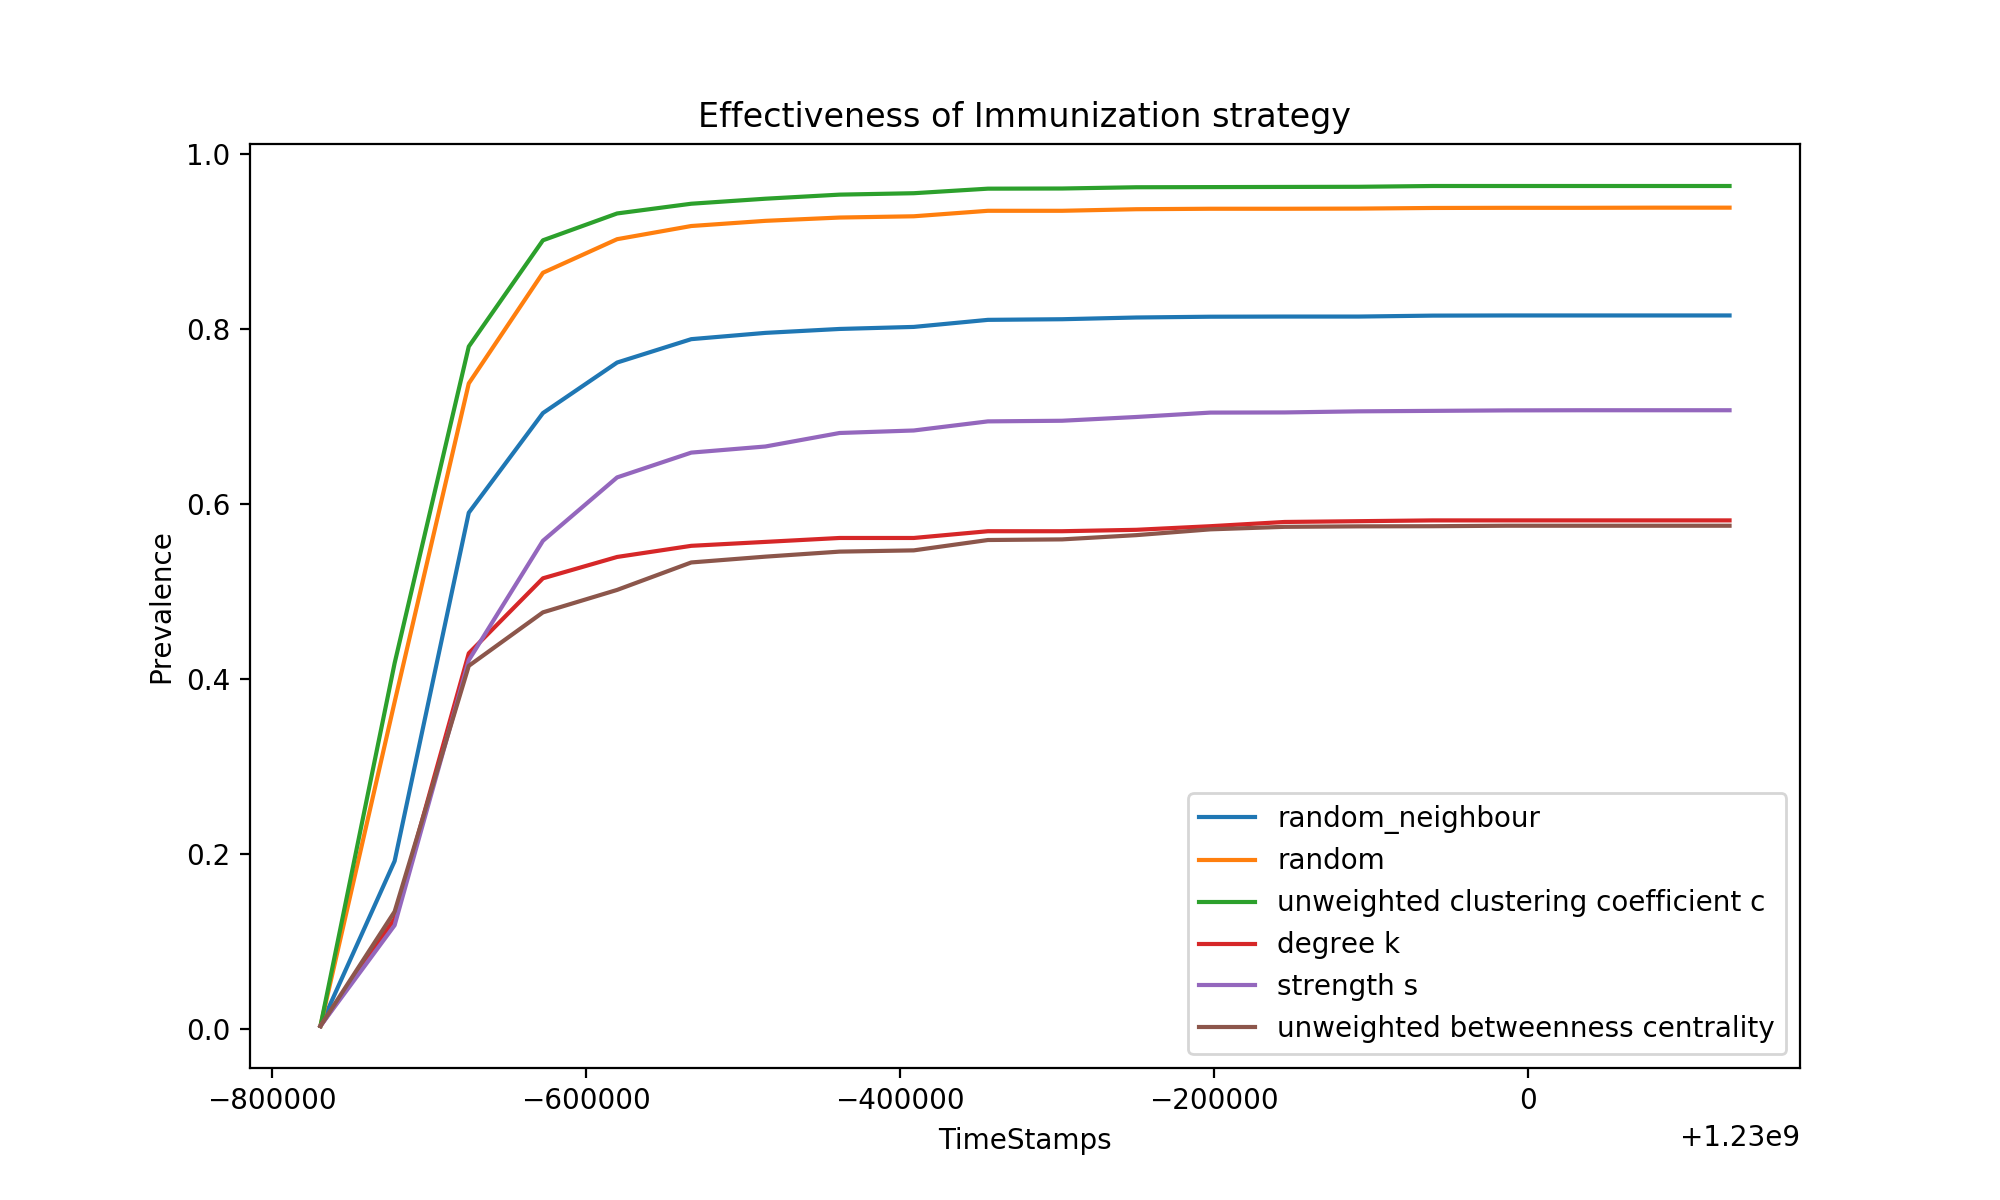 Effectiveness of Immunization strategy
1.0
0.8
0.6
0.4
0.2
0.0
Prevalence
random_neighbour
random
unweighted clustering coefficient c
degree k
strength s
unweighted betweenness centrality
−800000 −600000 −400000 −200000 0
TimeStamps
+1.23e9